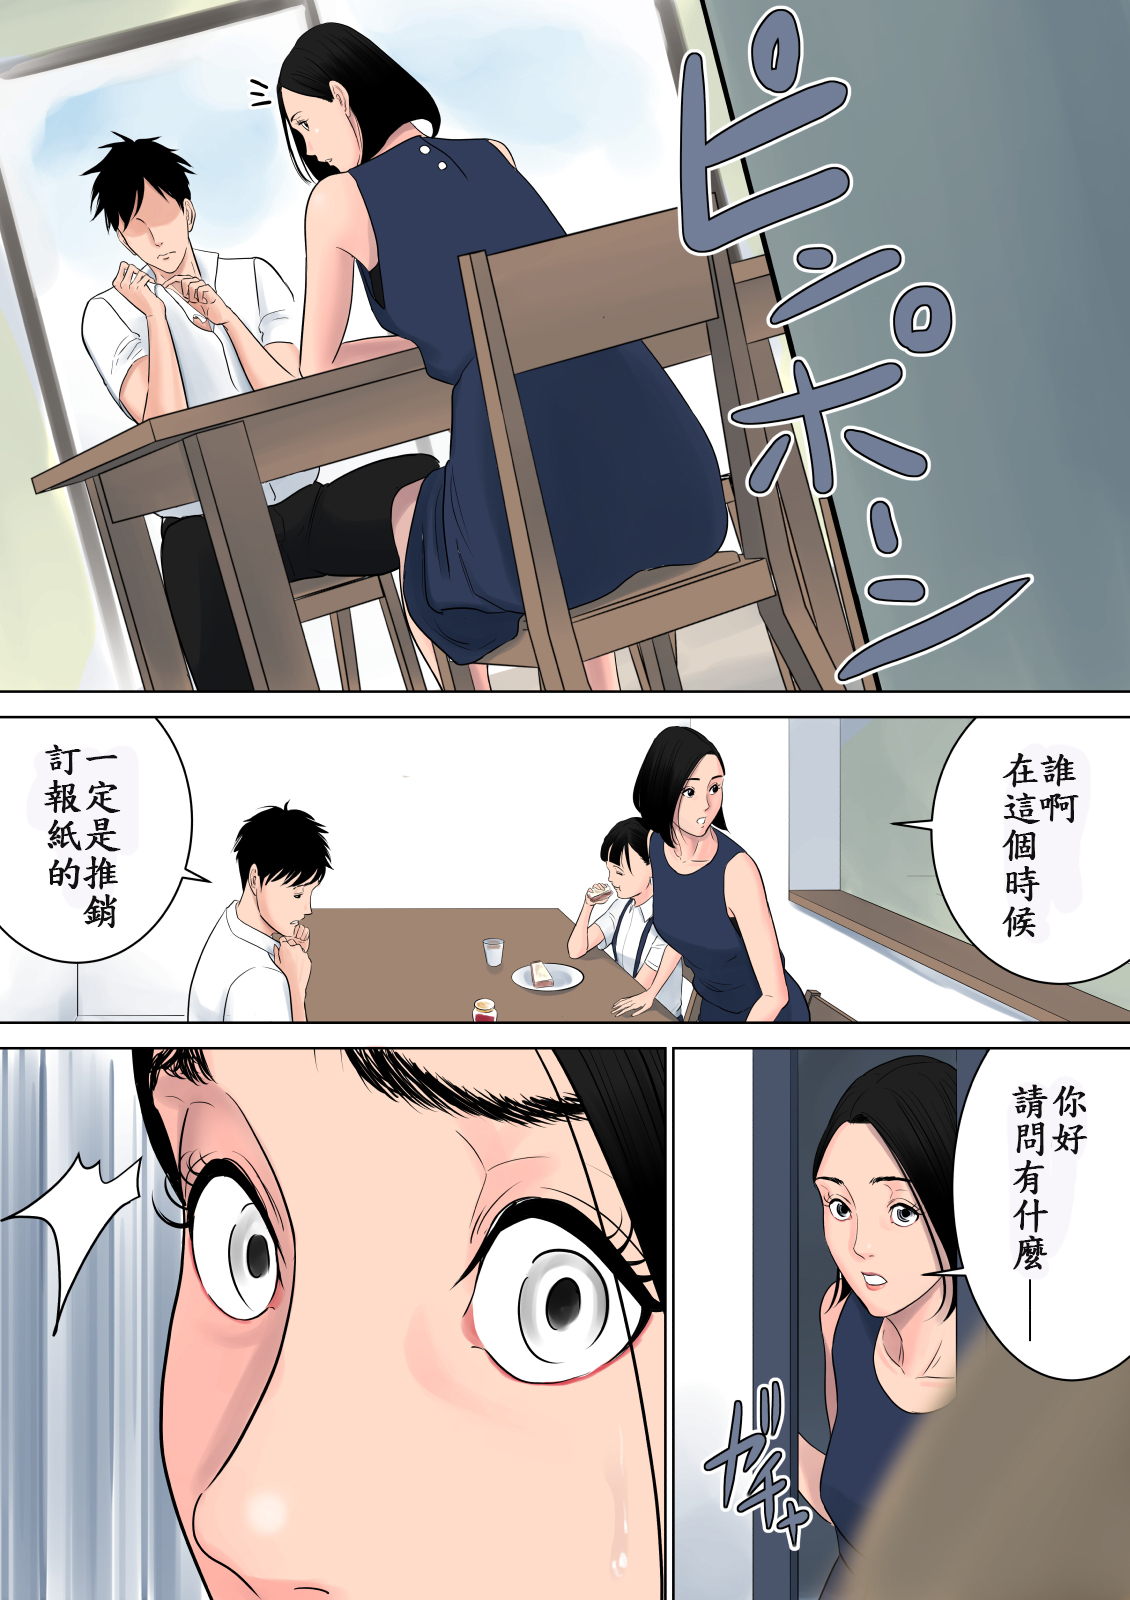 ピンポーン
誰啊
在這個時候
一定是推銷
訂報紙的
你好
請問有什麼——
ガチャ